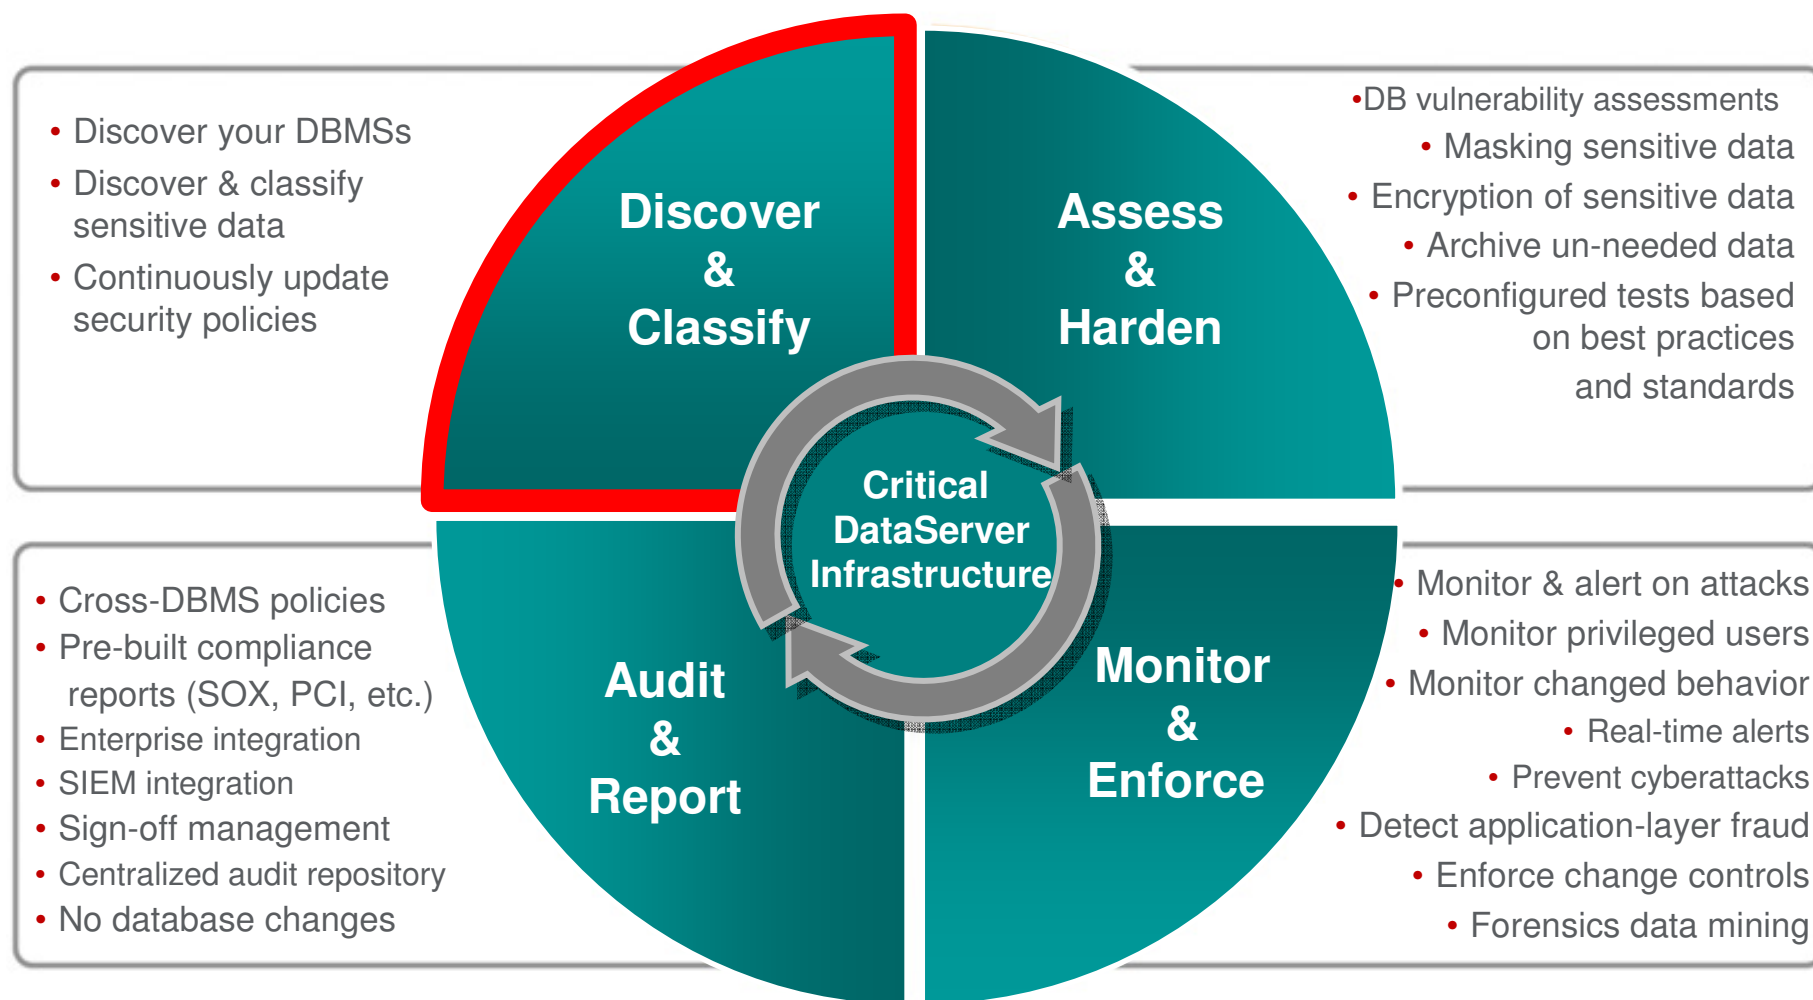 • Discover your DBMSs
• Discover & classify
sensitive data
• Continuously update
security policies
Discover
&
Classify
Assess
&
Harden
•DB vulnerability assessments
• Masking sensitive data
• Encryption of sensitive data
• Archive un-needed data
• Preconfigured tests based
on best practices
and standards
Critical
DataServer
Infrastructure
• Cross-DBMS policies
• Pre-built compliance
reports (SOX, PCI, etc.)
• Enterprise integration
• SIEM integration
• Sign-off management
• Centralized audit repository
• No database changes
Audit
&
Report
Monitor
&
Enforce
• Monitor & alert on attacks
• Monitor privileged users
• Monitor changed behavior
• Real-time alerts
• Prevent cyberattacks
• Detect application-layer fraud
• Enforce change controls
• Forensics data mining